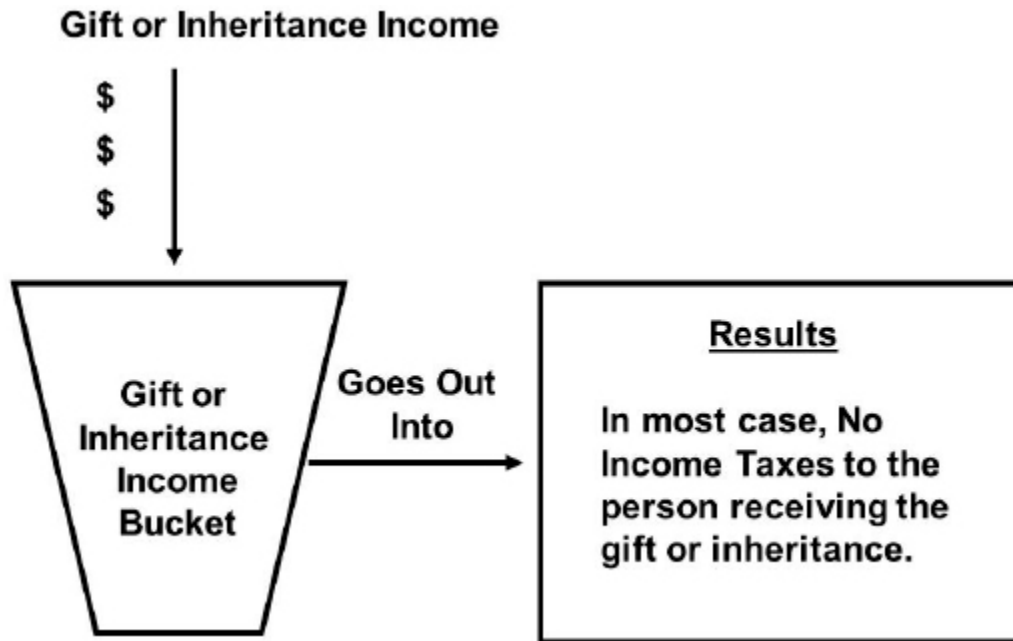 Gift or Inheritance Income
$
$
$
Gift or
Inheritance
Income
Bucket
Goes Out
Into
Results
In most case, No
Income Taxes to the
person receiving the
gift or inheritance.